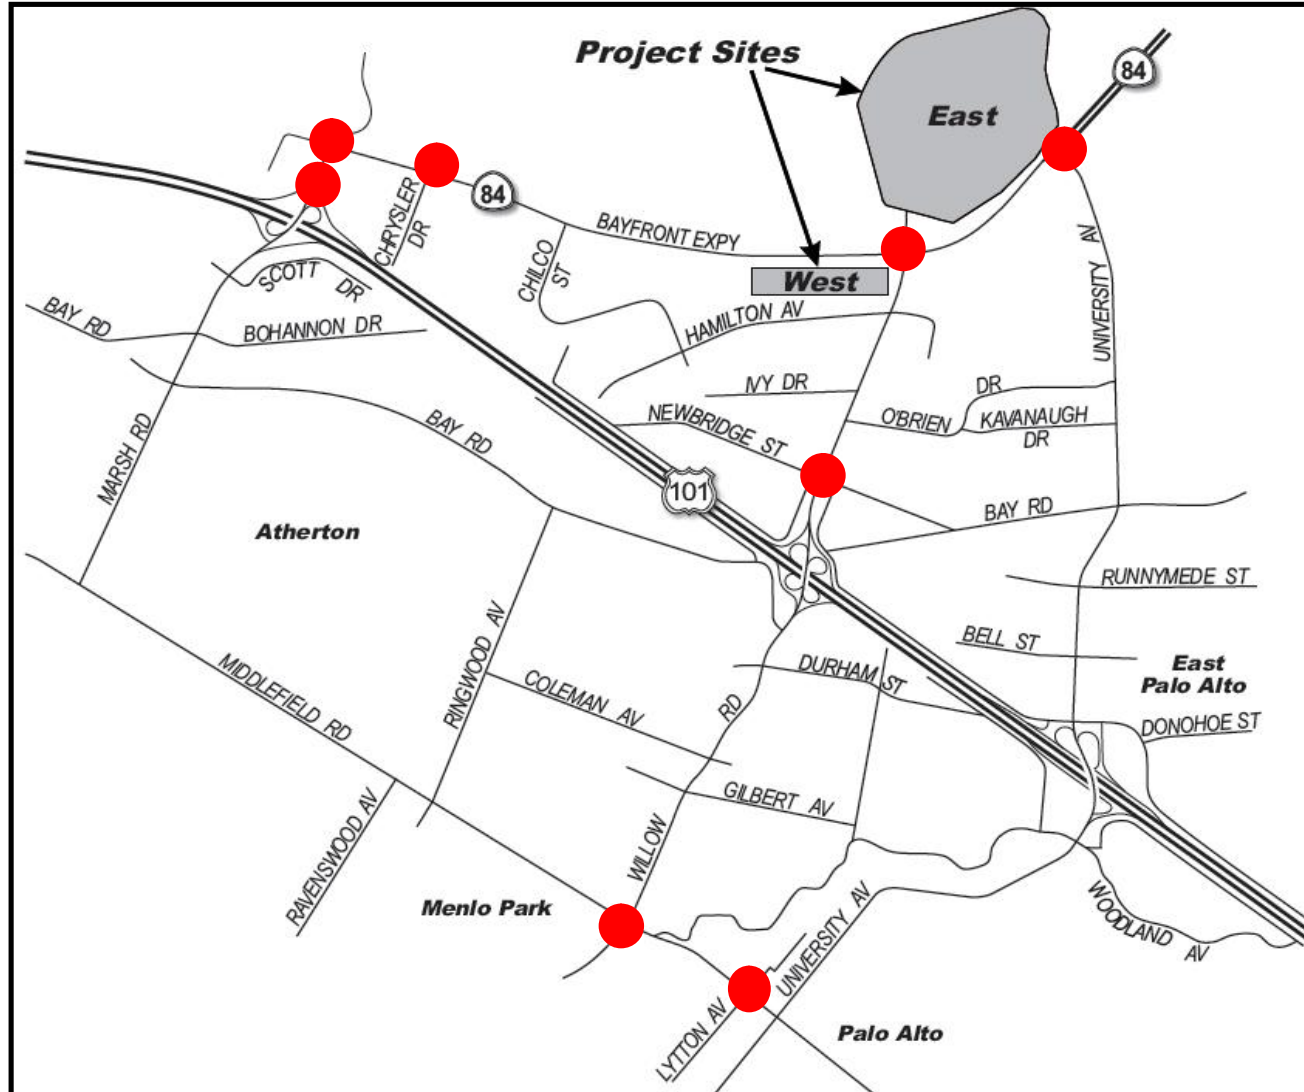 Project Sites
84
East
84
CHRYSLER
DR
BAYFRONT EXPY
UNIVERSITY AV
SCOTT DR
CHILCO
ST
West
BAY RD
BOHANNON DR
HAMILTON AV
IVY DR
DR
NEWBRIDGE ST
O'BRIEN
KAVANAUGH
DR
MARSH RD
BAY RD
101
BAY RD
Atherton
RUNNYMEDE ST
RINGWOOD AV
BELL ST
MIDDLEFIELD RD
COLEMAN AV
DURHAM ST
East
Palo Alto
DONOHOE ST
WILLOW RD
GILBERT AV
RAVENSWOOD AV
Menlo Park
UNIVERSITY AV
WOODLAND AV
LYTTON AV
Palo Alto